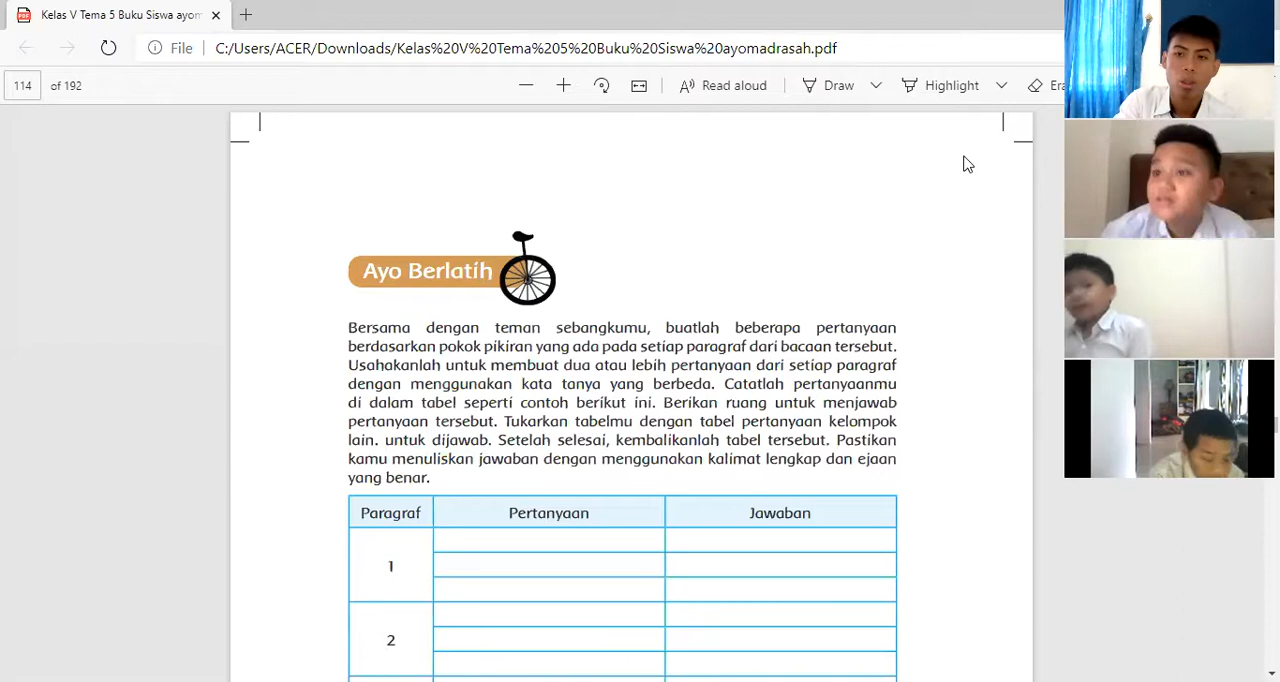 Kelas V Tema 5 Buku Siswa ayom
File
C:/Users/ACER/Downloads/Kelas%20V%20Tema%205%20Buku%20Siswa%20ayomadrasah.pdf
114 of 192
Read aloud
Draw
Highlight
Era
Ayo Berlatih
Bersama dengan teman sebangkumu, buatlah beberapa pertanyaan
berdasarkan pokok pikiran yang ada pada setiap paragraf dari bacaan tersebut.
Usahakanlah untuk membuat dua atau lebih pertanyaan dari setiap paragraf
dengan menggunakan kata tanya yang berbeda. Catatlah pertanyaanmu
di dalam tabel seperti contoh berikut ini. Berikan ruang untuk menjawab
pertanyaan tersebut. Tukarkan tabelmu dengan tabel pertanyaan kelompok
lain. untuk dijawab. Setelah selesai, kembalikanlah tabel tersebut. Pastikan
kamu menuliskan jawaban dengan menggunakan kalimat lengkap dan ejaan
yang benar.
Paragraf Pertanyaan Jawaban
1
2